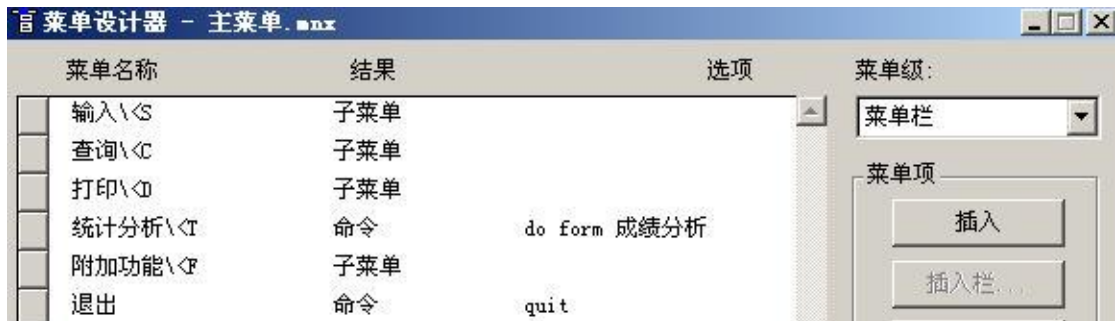 菜单设计器 - 主菜单.mnx
菜单名称 结果 选项 菜单级:
输入\<S 子菜单 菜单栏
查询\<C 子菜单
打印\<D 子菜单 菜单项
统计分析\<T 命令 do form 成绩分析 插入
附加功能\<F 子菜单 插入栏...
退出 命令 quit